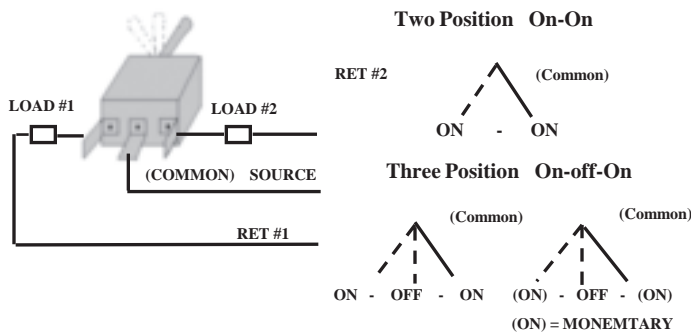 Two Position On-On
RET #2
(Common)
ON - ON
LOAD #1
LOAD #2
(COMMON) SOURCE
RET #1
Three Position On-off-On
(Common)
(Common)
ON - OFF - ON
(ON) - OFF - (ON)
(ON) = MONEMTARY